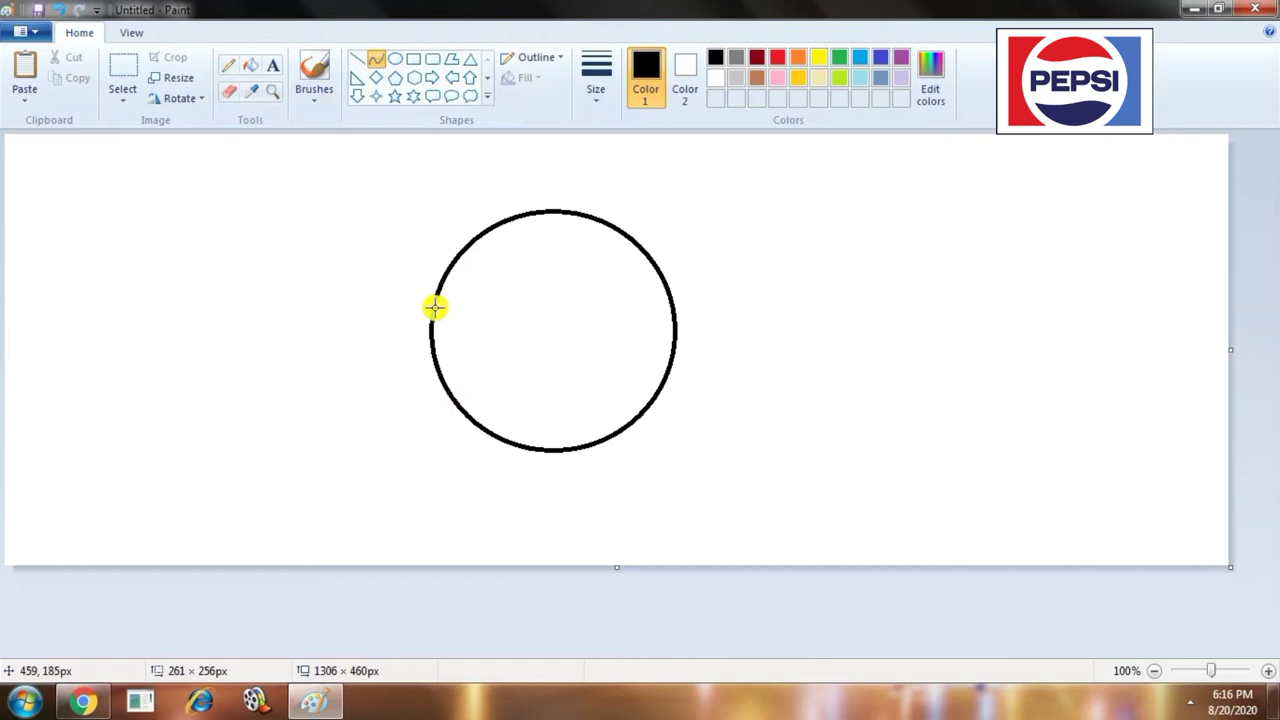 Untitled - Paint
Home View
Paste
Cut
Copy
Clipboard
Select
Crop
Resize
Rotate
Image
Tools
Brushes
Outline
Fill
Shapes
Size
Color 1
Color 2
Edit colors
Colors
PEPSI
459, 185px
261 × 256px
1306 × 460px
100%
6:16 PM
8/20/2020